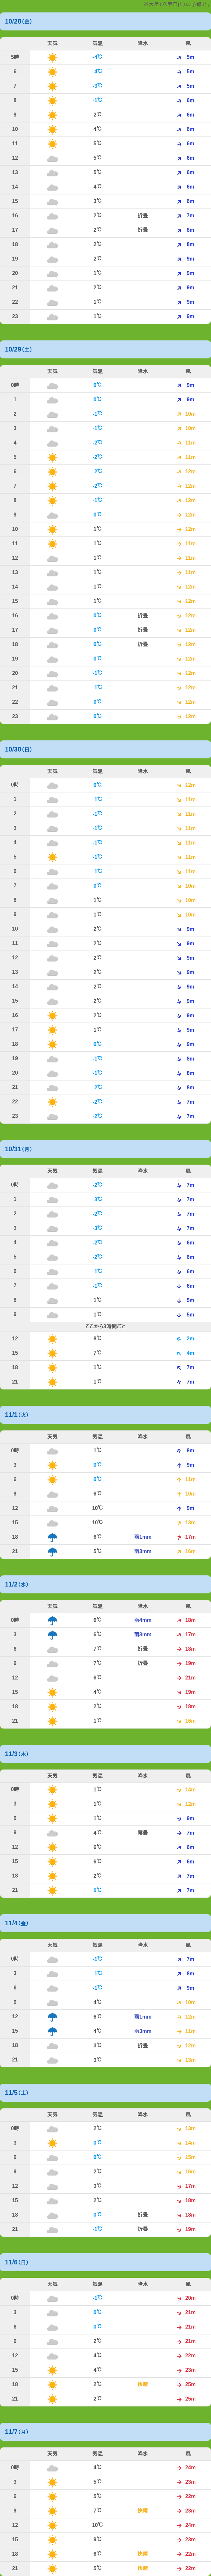 10/28(金)
天気 気温 降水 風
5時 -4℃ 5m
6 -4℃ 5m
7 -3℃ 5m
8 -1℃ 6m
9 2℃ 6m
10 4℃ 6m
11 5℃ 6m
12 5℃ 6m
13 5℃ 6m
14 4℃ 6m
15 3℃ 6m
16 2℃ 折畳 7m
17 2℃ 折畳 8m
18 2℃ 8m
19 2℃ 9m
20 1℃ 9m
21 2℃ 9m
22 1℃ 9m
23 1℃ 9m
10/29(土)
天気 気温 降水 風
0時 0℃ 9m
1 0℃ 9m
2 -1℃ 10m
3 -1℃ 10m
4 -2℃ 11m
5 -2℃ 11m
6 -2℃ 12m
7 -2℃ 12m
8 -1℃ 12m
9 0℃ 12m
10 1℃ 12m
11 1℃ 11m
12 1℃ 11m
13 1℃ 11m
14 1℃ 12m
15 1℃ 12m
16 0℃ 折畳 12m
17 0℃ 折畳 12m
18 0℃ 折畳 12m
19 0℃ 12m
20 -1℃ 12m
21 -1℃ 12m
22 0℃ 12m
23 0℃ 12m
10/30(日)
天気 気温 降水 風
0時 0℃ 12m
1 -1℃ 11m
2 -1℃ 11m
3 -1℃ 11m
4 -1℃ 11m
5 -1℃ 11m
6 -1℃ 11m
7 0℃ 10m
8 1℃ 10m
9 1℃ 10m
10 2℃ 9m
11 2℃ 9m
12 2℃ 9m
13 2℃ 9m
14 2℃ 9m
15 2℃ 9m
16 2℃ 9m
17 1℃ 9m
18 0℃ 9m
19 -1℃ 8m
20 -1℃ 8m
21 -2℃ 8m
22 -2℃ 7m
23 -2℃ 7m
10/31(月)
天気 気温 降水 風
0時 -2℃ 7m
1 -3℃ 7m
2 -2℃ 7m
3 -3℃ 7m
4 -2℃ 6m
5 -2℃ 6m
6 -1℃ 6m
7 -1℃ 6m
8 1℃ 5m
9 1℃ 5m
ここから3時間ごと
12 8℃ 2m
15 7℃ 4m
18 1℃ 7m
21 1℃ 7m
11/1(火)
天気 気温 降水 風
0時 1℃ 8m
3 0℃ 9m
6 0℃ 11m
9 6℃ 10m
12 10℃ 9m
15 10℃ 13m
18 6℃ 雨1mm 17m
21 5℃ 雨3mm 16m
11/2(水)
天気 気温 降水 風
0時 6℃ 雨4mm 18m
3 6℃ 雨3mm 17m
6 7℃ 折畳 18m
9 7℃ 折畳 19m
12 6℃ 21m
15 4℃ 19m
18 2℃ 18m
21 1℃ 16m
11/3(木)
天気 気温 降水 風
0時 1℃ 14m
3 1℃ 12m
6 1℃ 9m
9 4℃ 薄曇 7m
12 6℃ 6m
15 6℃ 6m
18 2℃ 7m
21 0℃ 7m
11/4(金)
天気 気温 降水 風
0時 -1℃ 7m
3 -1℃ 8m
6 -1℃ 9m
9 4℃ 10m
12 6℃ 雨1mm 12m
15 4℃ 雨3mm 11m
18 3℃ 折畳 12m
21 3℃ 13m
11/5(土)
天気 気温 降水 風
0時 2℃ 13m
3 0℃ 14m
6 0℃ 15m
9 2℃ 16m
12 3℃ 17m
15 2℃ 18m
18 0℃ 折畳 18m
21 -1℃ 折畳 19m
11/6(日)
天気 気温 降水 風
0時 -1℃ 20m
3 0℃ 21m
6 0℃ 21m
9 2℃ 21m
12 4℃ 22m
15 4℃ 23m
18 2℃ 快晴 25m
21 2℃ 25m
11/7(月)
天気 気温 降水 風
0時 4℃ 24m
3 5℃ 23m
6 5℃ 22m
9 7℃ 快晴 23m
12 10℃ 24m
15 9℃ 23m
18 6℃ 快晴 22m
21 5℃ 快晴 22m